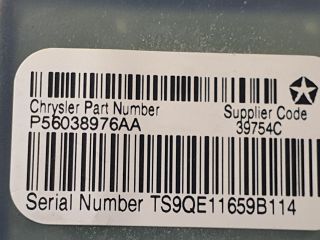 Chrysler Part Number Supplier Code
P56038976AA 39754C
Serial Number TS9QE11659B114